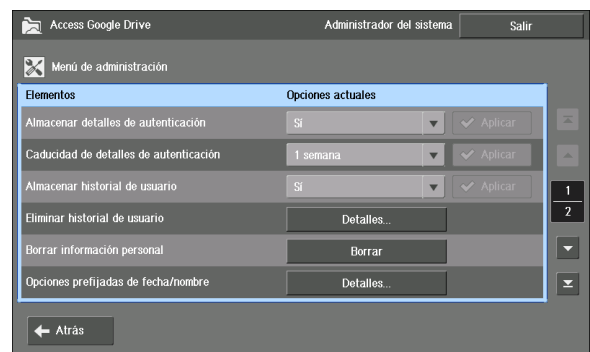 Access Google Drive Administrador del sistema Salir
Menú de administración
Elementos Opciones actuales
Almacenar detalles de autenticación Sí Aplicar
Caducidad de detalles de autenticación 1 semana Aplicar
Almacenar historial de usuario Sí Aplicar
1
Eliminar historial de usuario Detalles...
2
Borrar información personal Borrar
Opciones prefijadas de fecha/nombre Detalles...
Atrás